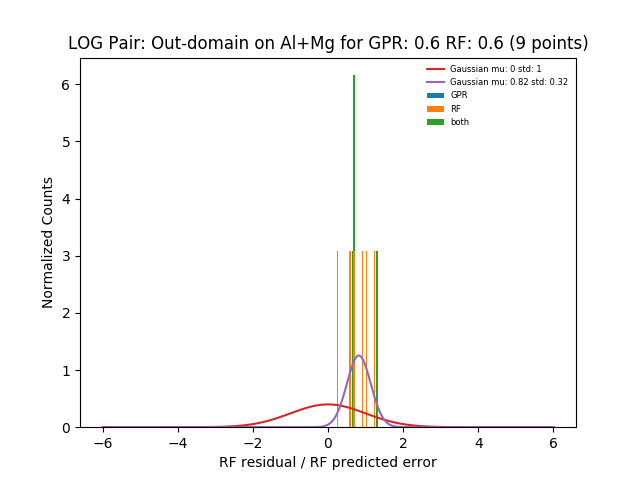 LOG Pair: Out-domain on Al+Mg for GPR: 0.6 RF: 0.6 (9 points)
Gaussian mu: 0 std: 1
Gaussian mu: 0.82 std: 0.32
GPR
RF
both
Normalized Counts
6
5
4
3
2
1
0
−6 −4 −2 0 2 4 6
RF residual / RF predicted error